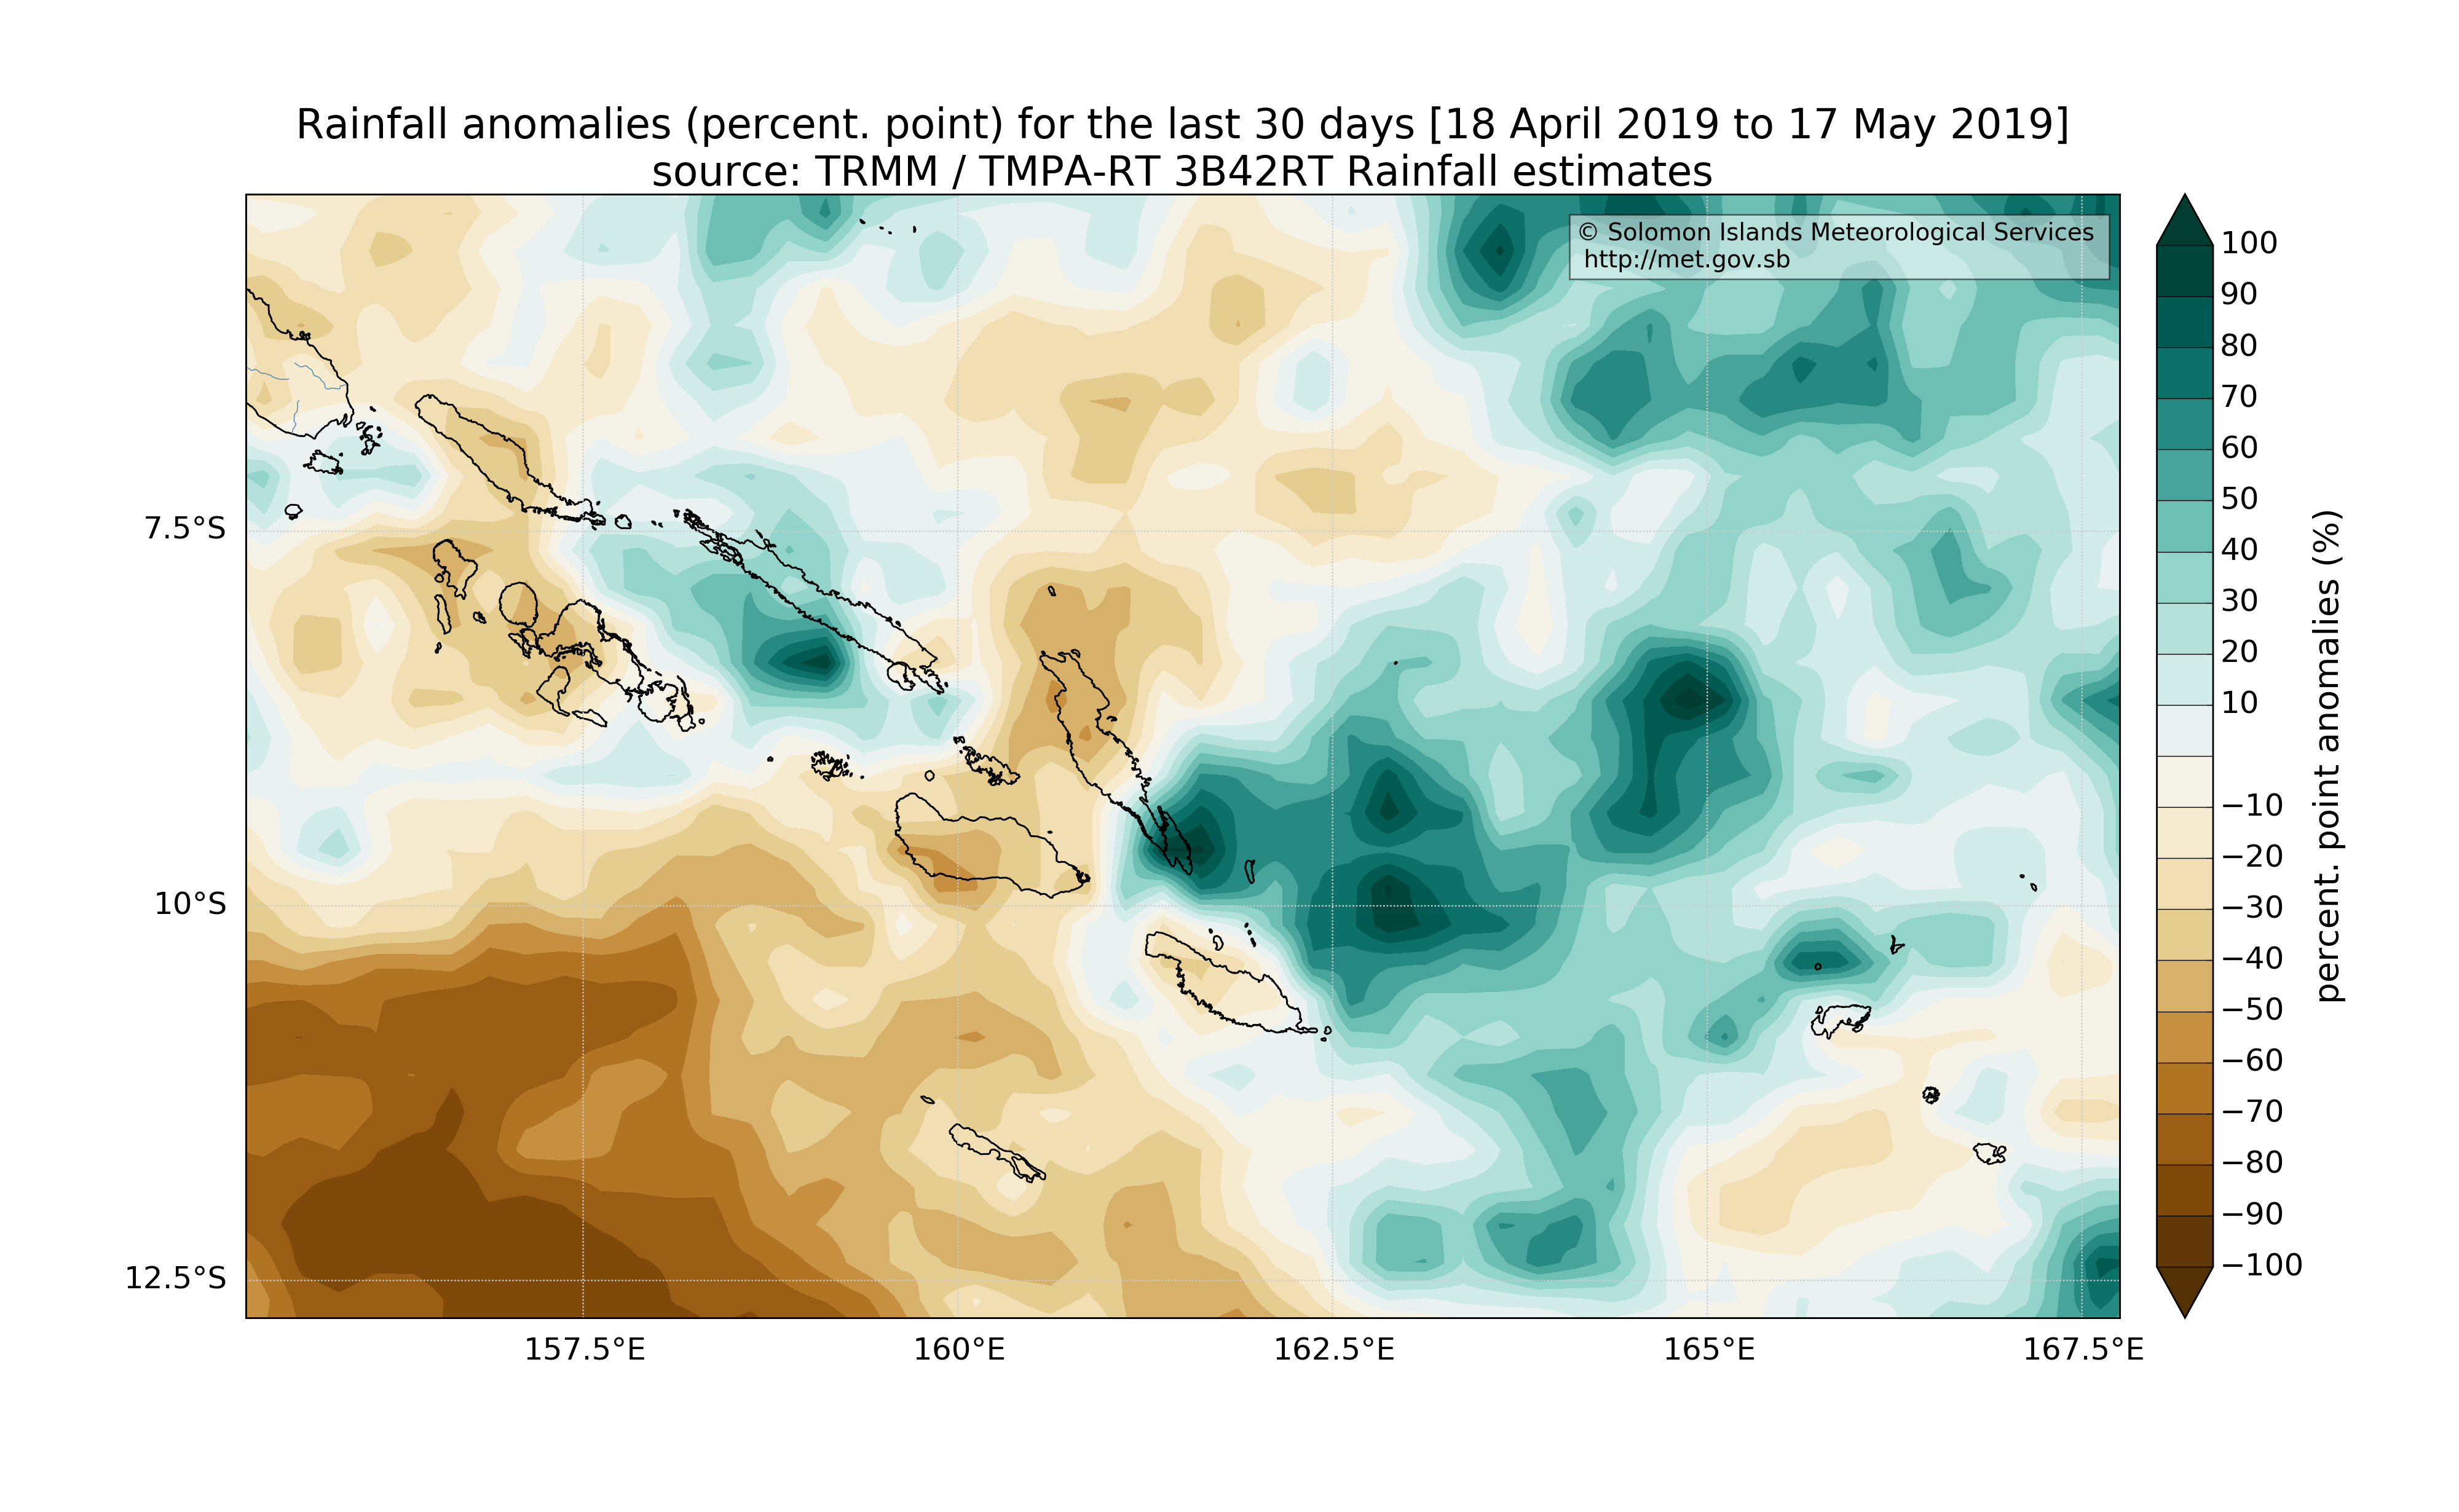 Rainfall anomalies (percent. point) for the last 30 days [18 April 2019 to 17 May 2019]
source: TRMM / TMPA-RT 3B42RT Rainfall estimates
© Solomon Islands Meteorological Services
http://met.gov.sb
7.5°S
10°S
12.5°S
157.5°E
160°E
162.5°E
165°E
167.5°E
100
90
80
70
60
50
40
30
20
10
−10
−20
−30
−40
−50
−60
−70
−80
−90
−100
percent. point anomalies (%)